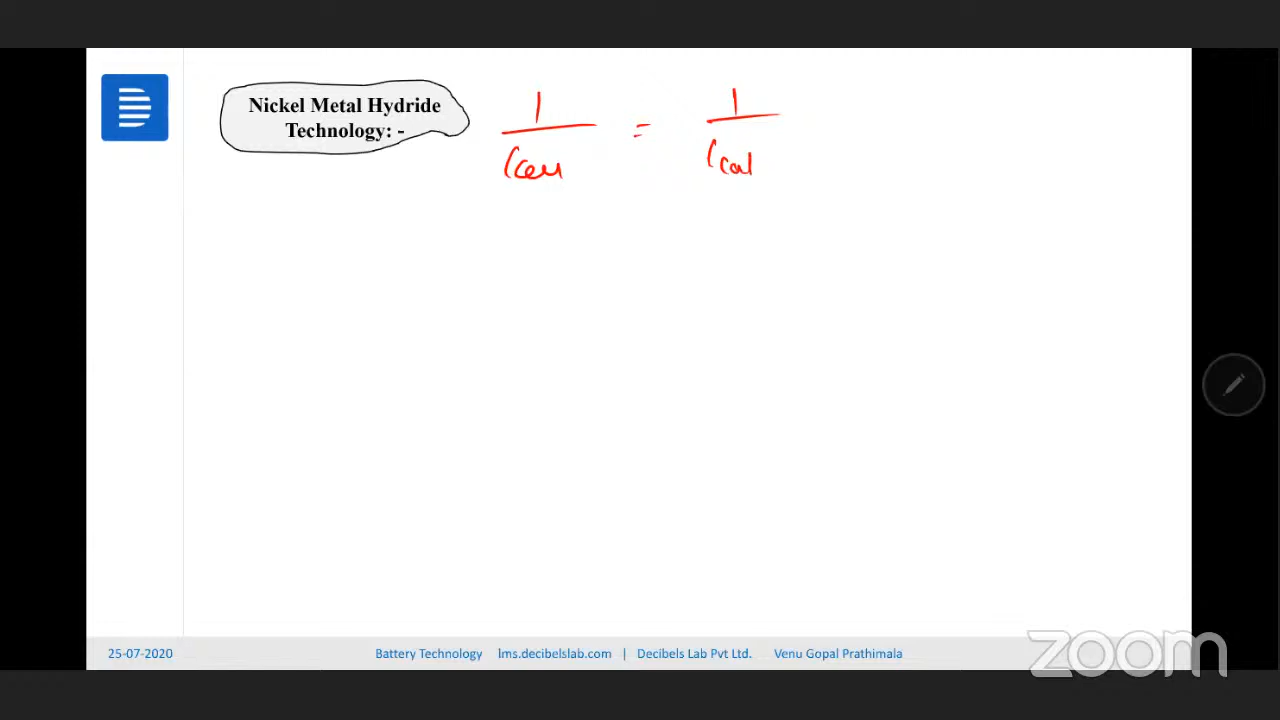 Nickel Metal Hydride
Technology: -
1 = 1
Ccell Ccal
25-07-2020 Battery Technology lms.decibelslab.com | Decibels Lab Pvt Ltd. Venu Gopal Prathimala
zoom